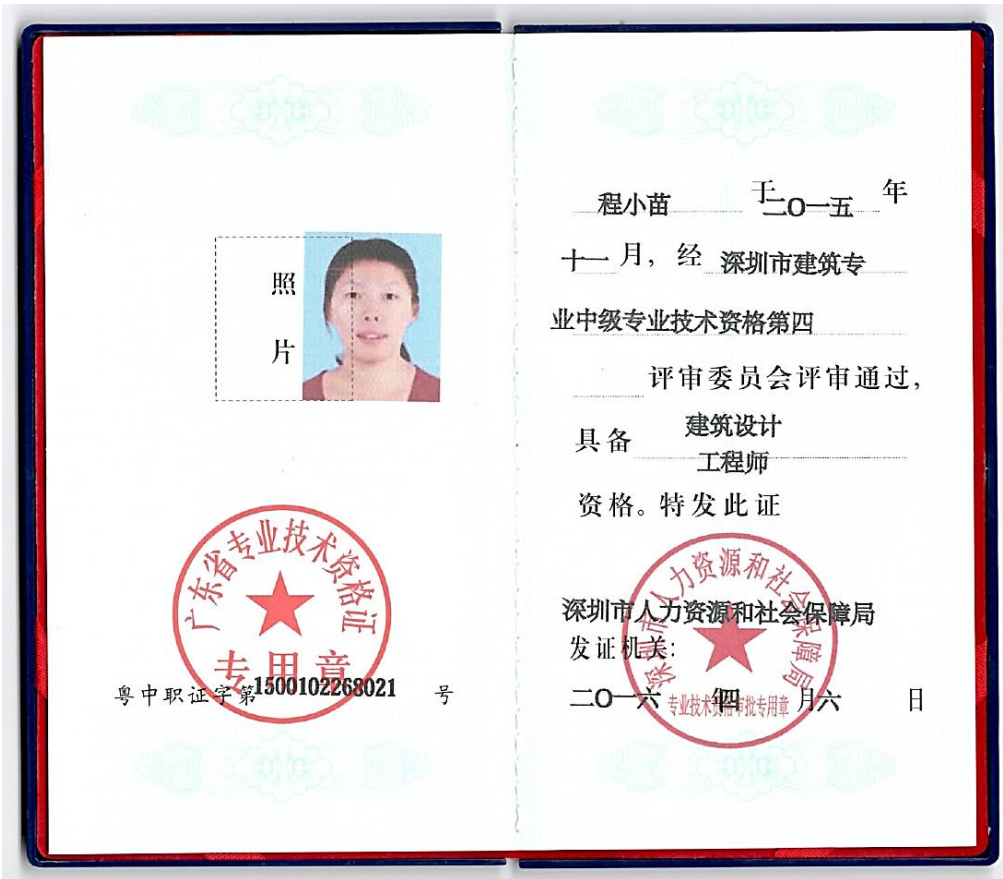 照
片
广东省专业技术资格证
专用章
粤中职证字第1500102268021 号
程小苗 于二〇一五年
十一月，经 深圳市建筑专
业中级专业技术资格第四
评审委员会评审通过，
具备 建筑设计
工程师
资格。特发此证
深圳市人力资源和社会保障局
深圳市人力资源和社会保障局
发证机关：
二〇一六 年四 月六 日
专业技术资格审批专用章